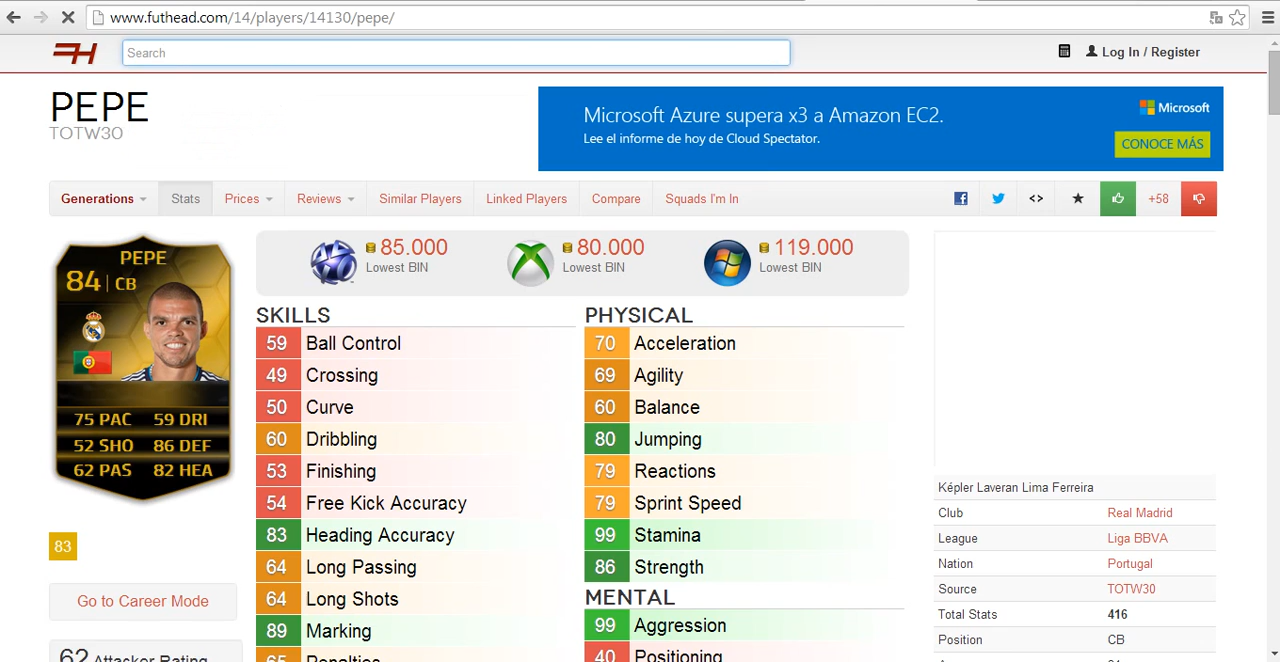 www.futhead.com/14/players/14130/pepe/
Search
Log In / Register
PEPE
TOTW30
Microsoft Azure supera x3 a Amazon EC2.
Lee el informe de hoy de Cloud Spectator.
Microsoft
CONOCE MÁS
Generations Stats Prices Reviews Similar Players Linked Players Compare Squads I'm In +58
PEPE
84 CB
75 PAC 59 DRI
52 SHO 86 DEF
62 PAS 82 HEA
83
Go to Career Mode
62 Attacker Rating
85.000
Lowest BIN
80.000
Lowest BIN
119.000
Lowest BIN
SKILLS
59 Ball Control
49 Crossing
50 Curve
60 Dribbling
53 Finishing
54 Free Kick Accuracy
83 Heading Accuracy
64 Long Passing
64 Long Shots
89 Marking
65 Penalties
PHYSICAL
70 Acceleration
69 Agility
60 Balance
80 Jumping
79 Reactions
79 Sprint Speed
99 Stamina
86 Strength
MENTAL
99 Aggression
40 Positioning
Képler Laveran Lima Ferreira
Club Real Madrid
League Liga BBVA
Nation Portugal
Source TOTW30
Total Stats 416
Position CB